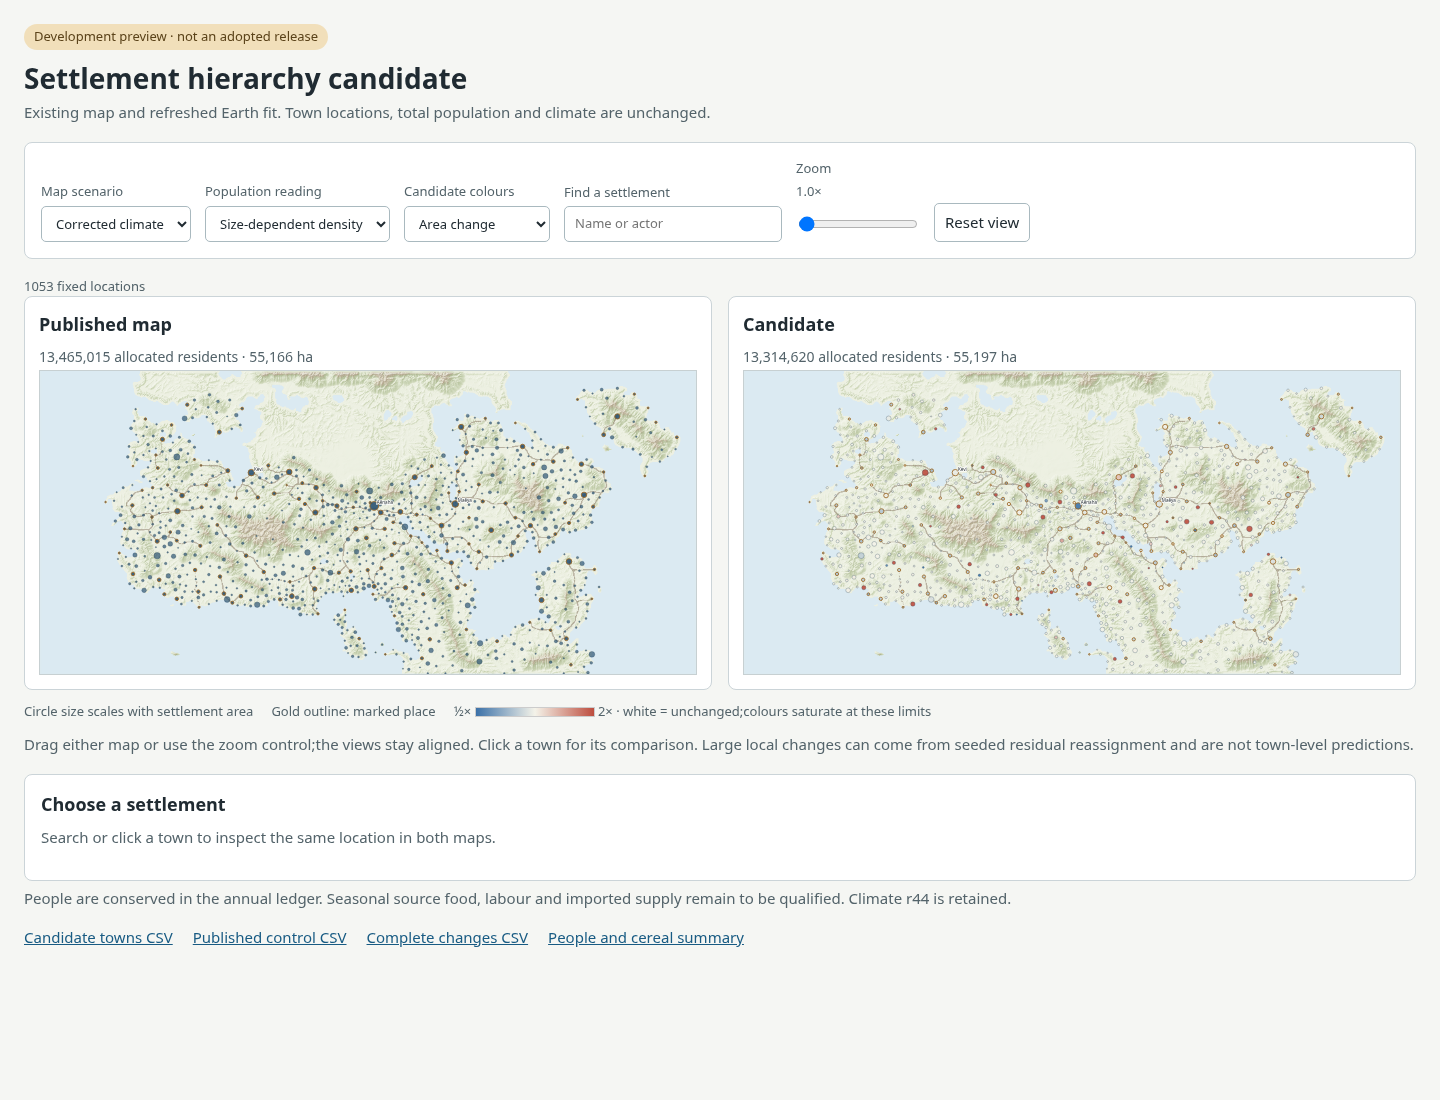 Development preview · not an adopted release
Settlement hierarchy candidate
Existing map and refreshed Earth fit. Town locations, total population and climate are unchanged.
Map scenario
Population reading
Candidate colours
Find a settlement
Zoom
1.0×
Corrected climate
Size-dependent density
Area change
Name or actor
Reset view
1053 fixed locations
Published map
13,465,015 allocated residents · 55,166 ha
Candidate
13,314,620 allocated residents · 55,197 ha
Circle size scales with settlement area
Gold outline: marked place
½×
2× · white = unchanged;colours saturate at these limits
Drag either map or use the zoom control;the views stay aligned. Click a town for its comparison. Large local changes can come from seeded residual reassignment and are not town-level predictions.
Choose a settlement
Search or click a town to inspect the same location in both maps.
People are conserved in the annual ledger. Seasonal source food, labour and imported supply remain to be qualified. Climate r44 is retained.
Candidate towns CSV
Published control CSV
Complete changes CSV
People and cereal summary